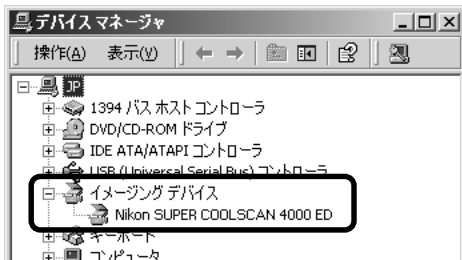 デバイス マネージャ
操作(A) 表示(V)
JP
1394 バス ホスト コントローラ
DVD/CD-ROM ドライブ
IDE ATA/ATAPI コントローラ
USB (Universal Serial Bus) コントローラ
イメージング デバイス
Nikon SUPER COOLSCAN 4000 ED
キーボード
コンピュータ